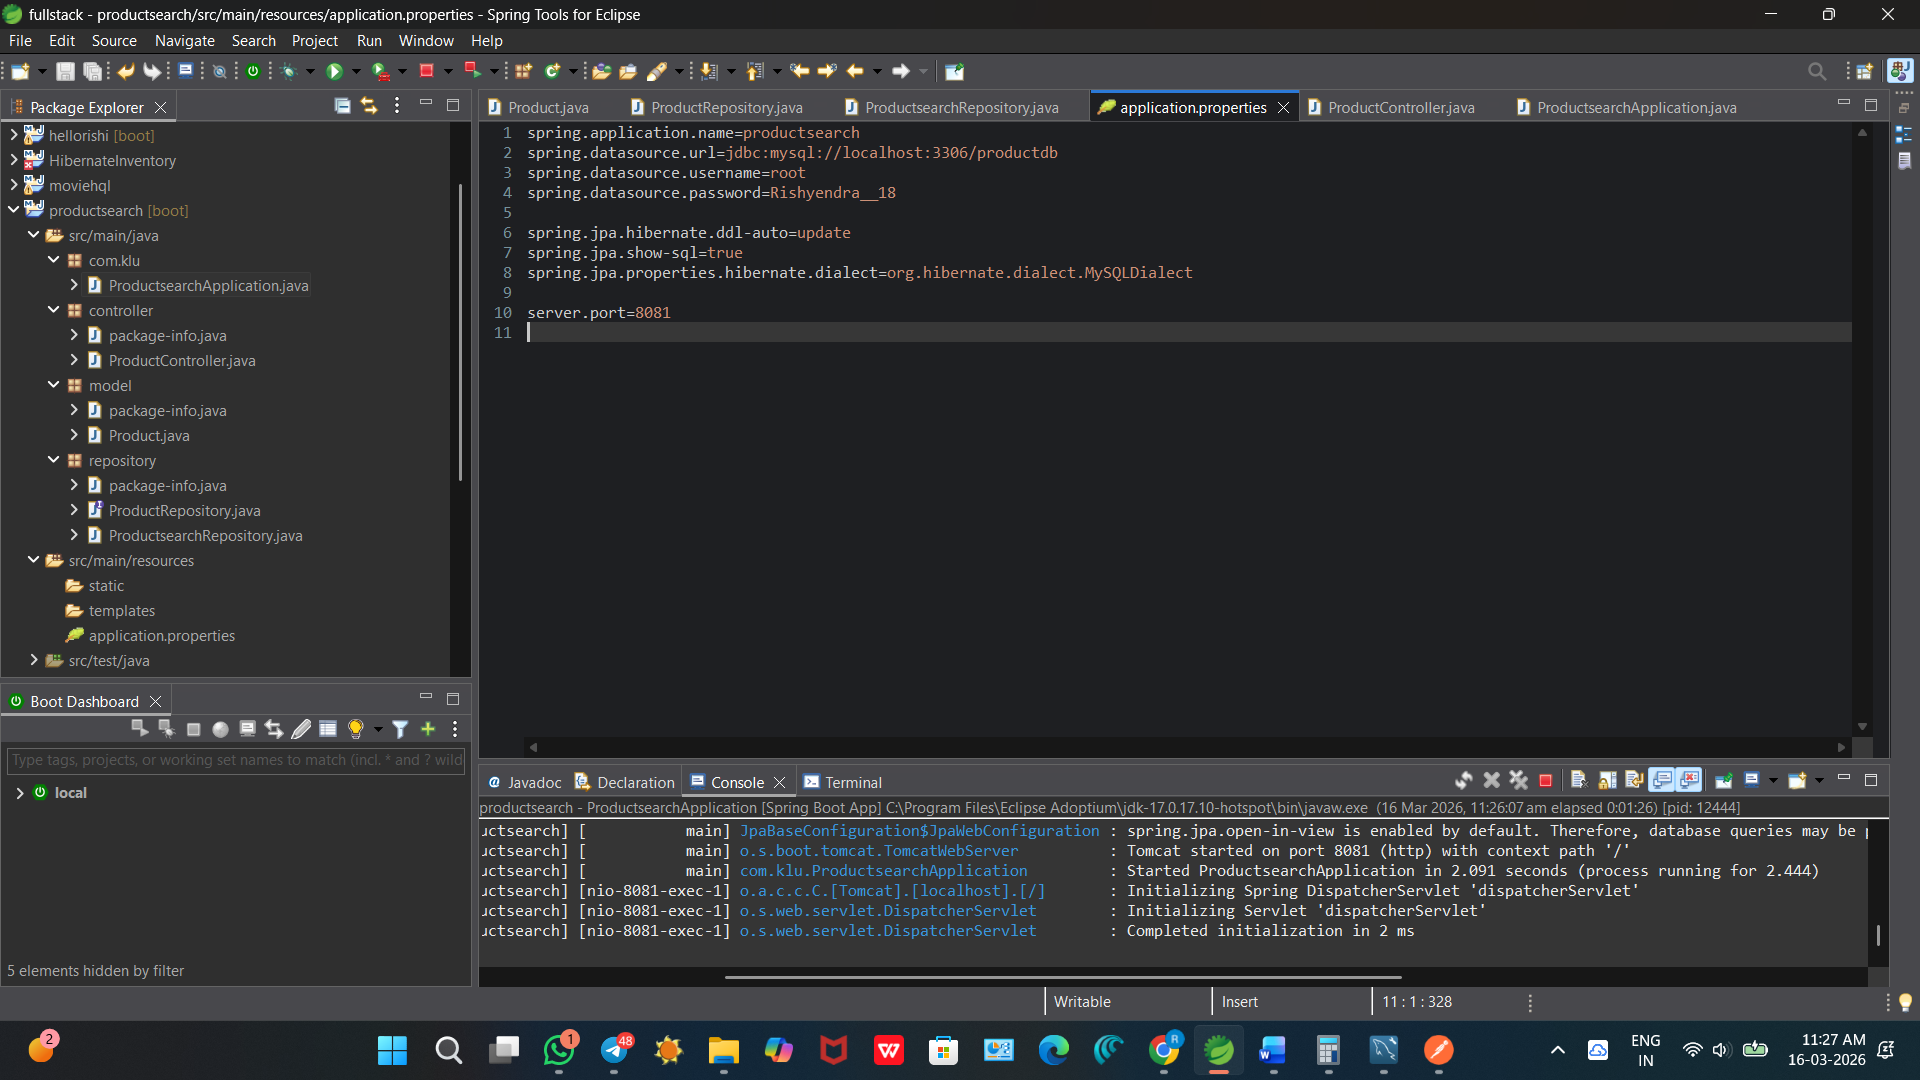 fullstack - productsearch/src/main/resources/application.properties - Spring Tools for Eclipse
File Edit Source Navigate Search Project Run Window Help
Package Explorer
hellorishi [boot]
HibernateInventory
moviehql
productsearch [boot]
src/main/java
com.klu
ProductsearchApplication.java
controller
package-info.java
ProductController.java
model
package-info.java
Product.java
repository
package-info.java
ProductRepository.java
ProductsearchRepository.java
src/main/resources
static
templates
application.properties
src/test/java
Product.java ProductRepository.java ProductsearchRepository.java application.properties ProductController.java ProductsearchApplication.java
1 spring.application.name=productsearch
2 spring.datasource.url=jdbc:mysql://localhost:3306/productdb
3 spring.datasource.username=root
4 spring.datasource.password=Rishyendra__18
5
6 spring.jpa.hibernate.ddl-auto=update
7 spring.jpa.show-sql=true
8 spring.jpa.properties.hibernate.dialect=org.hibernate.dialect.MySQLDialect
9
10 server.port=8081
11
Boot Dashboard
Type tags, projects, or working set names to match (incl. * and ? wild
local
5 elements hidden by filter
@ Javadoc Declaration Console Terminal
productsearch - ProductsearchApplication [Spring Boot App] C:\Program Files\Eclipse Adoptium\jdk-17.0.17.10-hotspot\bin\javaw.exe (16 Mar 2026, 11:26:07 am elapsed 0:01:26) [pid: 12444]
uctsearch] [ main] JpaBaseConfiguration$JpaWebConfiguration : spring.jpa.open-in-view is enabled by default. Therefore, database queries may be
uctsearch] [ main] o.s.boot.tomcat.TomcatWebServer : Tomcat started on port 8081 (http) with context path '/'
uctsearch] [ main] com.klu.ProductsearchApplication : Started ProductsearchApplication in 2.091 seconds (process running for 2.444)
uctsearch] [nio-8081-exec-1] o.a.c.c.C.[Tomcat].[localhost].[/] : Initializing Spring DispatcherServlet 'dispatcherServlet'
uctsearch] [nio-8081-exec-1] o.s.web.servlet.DispatcherServlet : Initializing Servlet 'dispatcherServlet'
uctsearch] [nio-8081-exec-1] o.s.web.servlet.DispatcherServlet : Completed initialization in 2 ms
Writable Insert 11 : 1 : 328
2
1
48
R
ENG
IN
11:27 AM
16-03-2026